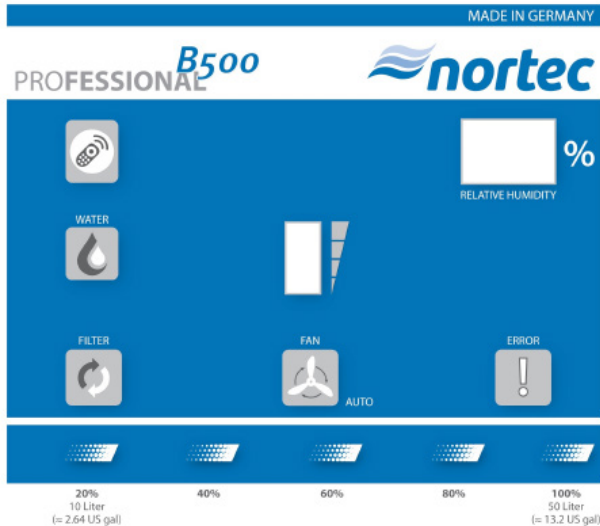 MADE IN GERMANY
PROFESSIONAL B500
nortec
%
RELATIVE HUMIDITY
WATER
FILTER
FAN
ERROR
AUTO
20% 40% 60% 80% 100%
10 Liter 50 Liter
(= 2.64 US gal) (= 13.2 US gal)